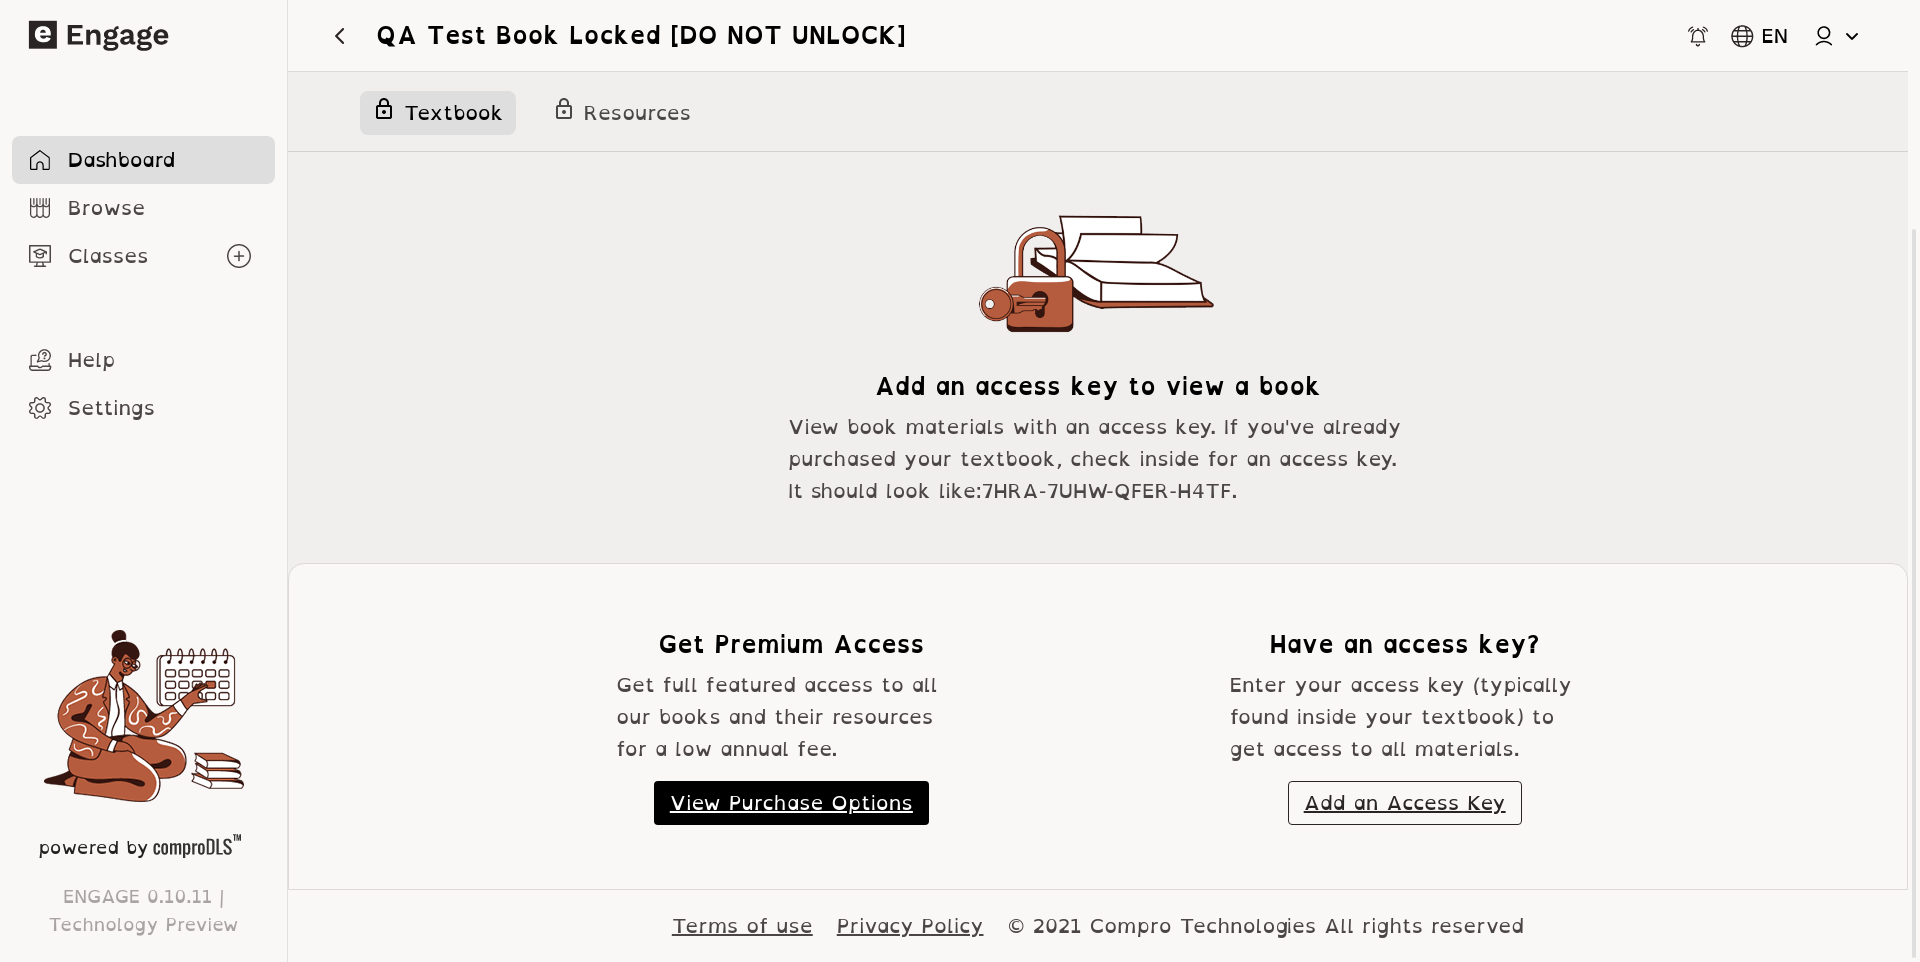 e Engage
QA Test Book Locked [DO NOT UNLOCK]
EN
Dashboard
Browse
Classes
Help
Settings
powered by comproDLS™
ENGAGE 0.10.11 |
Technology Preview
Textbook
Resources
Add an access key to view a book
View book materials with an access key. If you've already
purchased your textbook, check inside for an access key.
It should look like:7HRA-7UHW-QFER-H4TF.
Get Premium Access
Get full featured access to all
our books and their resources
for a low annual fee.
View Purchase Options
Have an access key?
Enter your access key (typically
found inside your textbook) to
get access to all materials.
Add an Access Key
Terms of use Privacy Policy © 2021 Compro Technologies All rights reserved